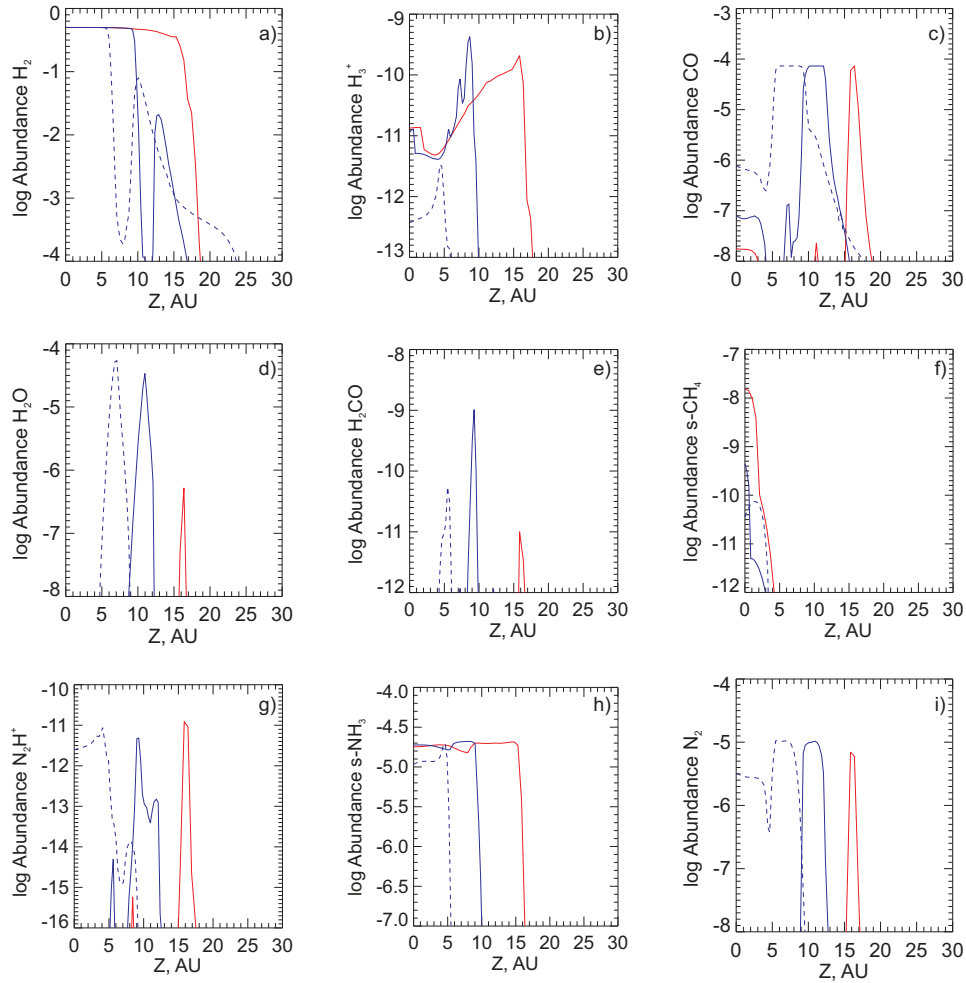 a)
log Abundance H₂
0
-1
-2
-3
-4
0 5 10 15 20 25 30
Z, AU
b)
log Abundance H₃⁺
-9
-10
-11
-12
-13
0 5 10 15 20 25 30
Z, AU
c)
log Abundance CO
-3
-4
-5
-6
-7
-8
0 5 10 15 20 25 30
Z, AU
d)
log Abundance H₂O
-4
-5
-6
-7
-8
0 5 10 15 20 25 30
Z, AU
e)
log Abundance H₂CO
-8
-9
-10
-11
-12
0 5 10 15 20 25 30
Z, AU
f)
log Abundance s-CH₄
-7
-8
-9
-10
-11
-12
0 5 10 15 20 25 30
Z, AU
g)
log Abundance N₂H⁺
-10
-11
-12
-13
-14
-15
-16
0 5 10 15 20 25 30
Z, AU
h)
log Abundance s-NH₃
-4.0
-4.5
-5.0
-5.5
-6.0
-6.5
-7.0
0 5 10 15 20 25 30
Z, AU
i)
log Abundance N₂
-4
-5
-6
-7
-8
0 5 10 15 20 25 30
Z, AU